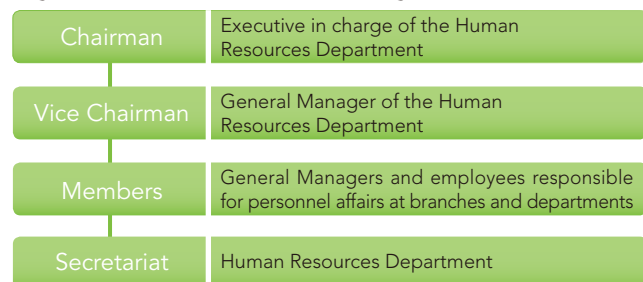 Chairman
Executive in charge of the Human
Resources Department
Vice Chairman
General Manager of the Human
Resources Department
Members
General Managers and employees responsible
for personnel affairs at branches and departments
Secretariat
Human Resources Department